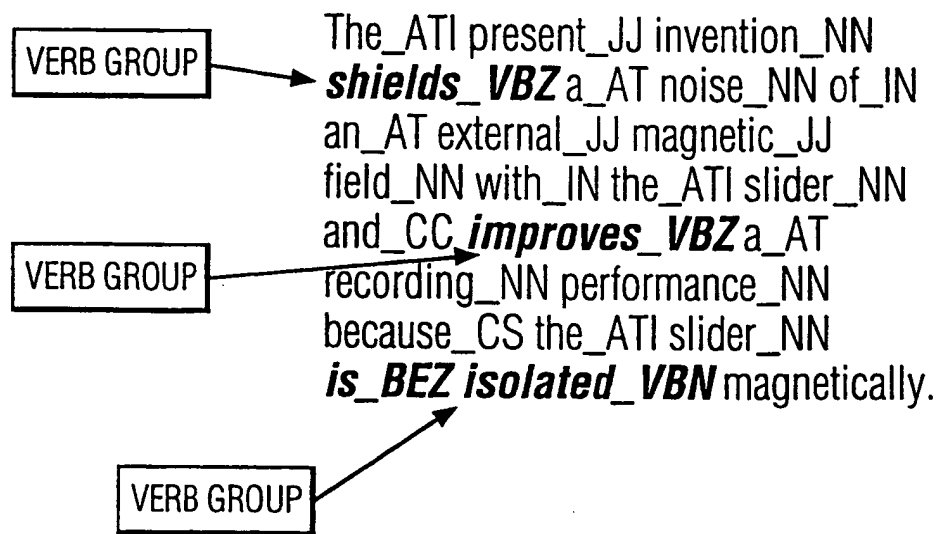 VERB GROUP
The_ATI present_JJ invention_NN
shields_VBZ a_AT noise_NN of_IN
an_AT external_JJ magnetic_JJ
field_NN with_IN the_ATI slider_NN
and_CC improves_VBZ a_AT
VERB GROUP
recording_NN performance_NN
because_CS the_ATI slider_NN
is_BEZ isolated_VBN magnetically.
VERB GROUP